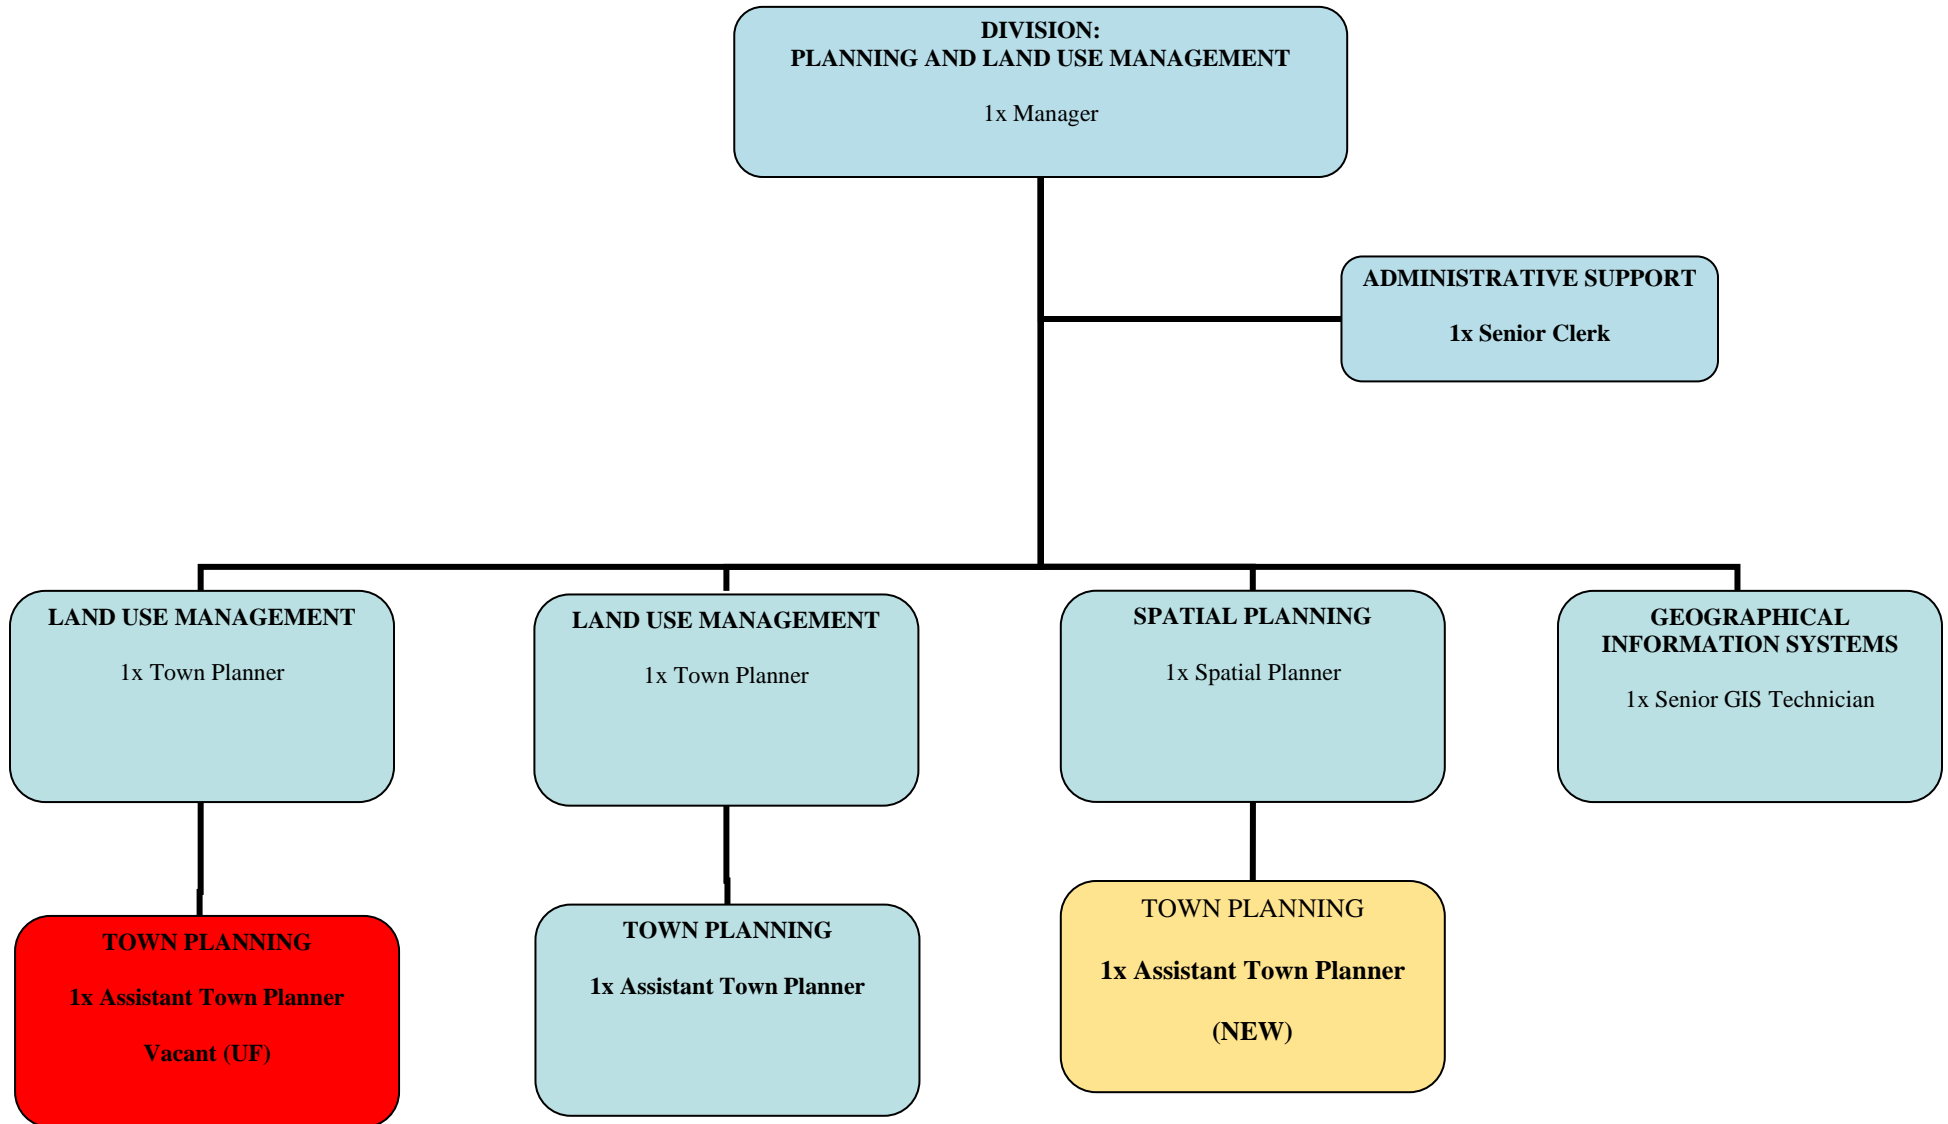 DIVISION:
PLANNING AND LAND USE MANAGEMENT
1x Manager
ADMINISTRATIVE SUPPORT
1x Senior Clerk
LAND USE MANAGEMENT
1x Town Planner
LAND USE MANAGEMENT
1x Town Planner
SPATIAL PLANNING
1x Spatial Planner
GEOGRAPHICAL
INFORMATION SYSTEMS
1x Senior GIS Technician
TOWN PLANNING
1x Assistant Town Planner
Vacant (UF)
TOWN PLANNING
1x Assistant Town Planner
TOWN PLANNING
1x Assistant Town Planner
(NEW)